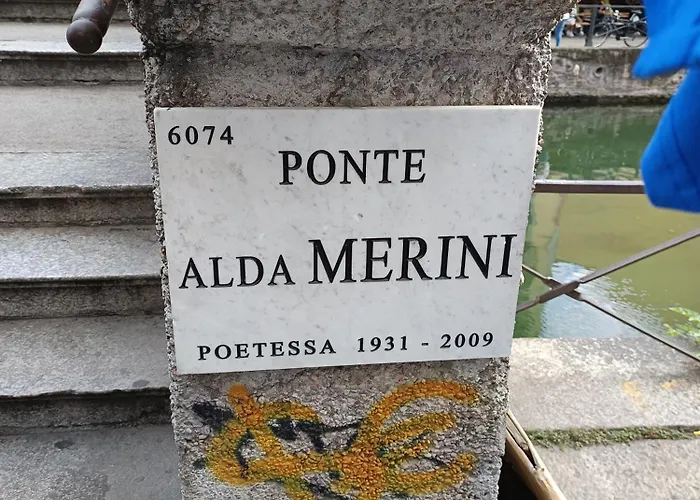 6074
PONTE
ALDA MERINI
POETESSA 1931 - 2009